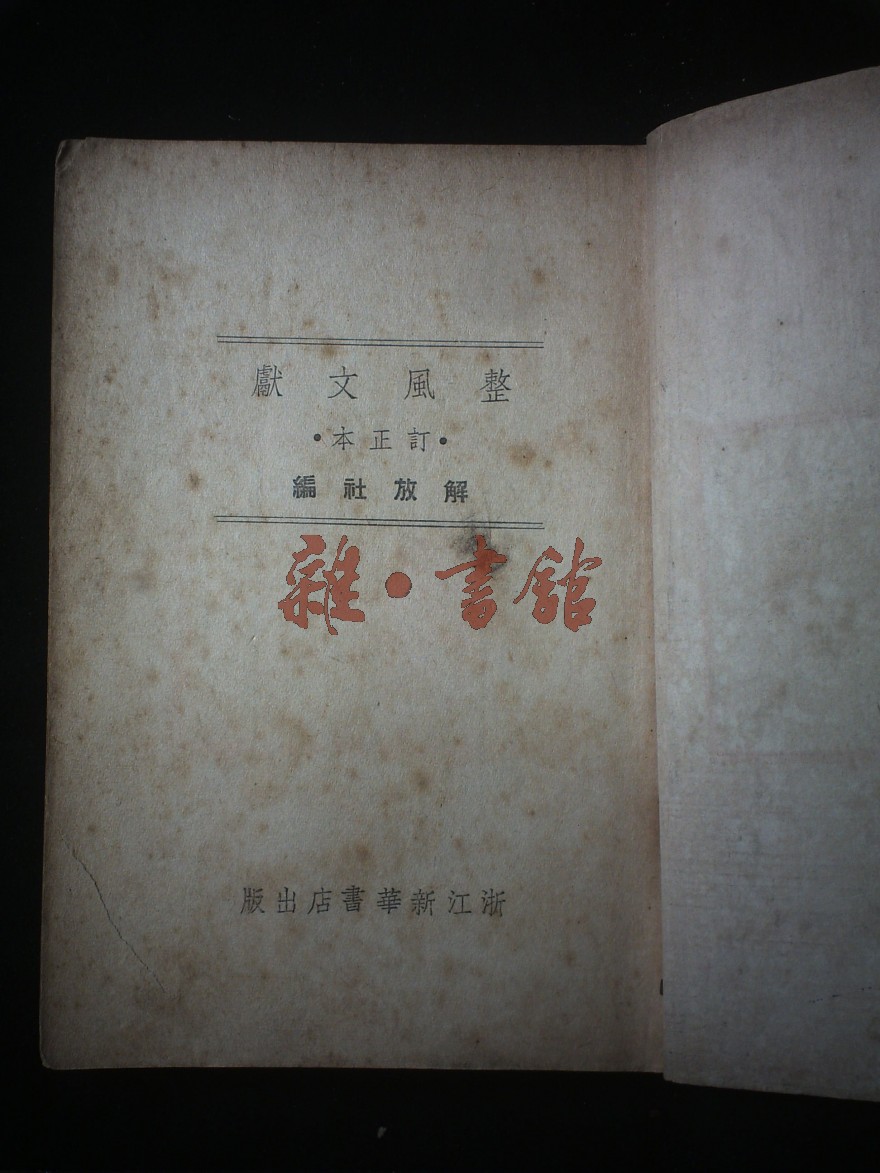 整風文獻
•訂正本•
解放社編
雜•書館
浙江新華書店出版